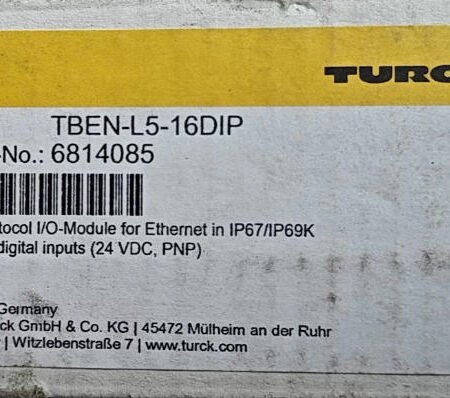 TURC
TBEN-L5-16DIP
-No.: 6814085
tocol I/O-Module for Ethernet in IP67/IP69K
digital inputs (24 VDC, PNP)
Germany
ck GmbH & Co. KG | 45472 Mülheim an der Ruhr
| Witzlebenstraße 7 | www.turck.com